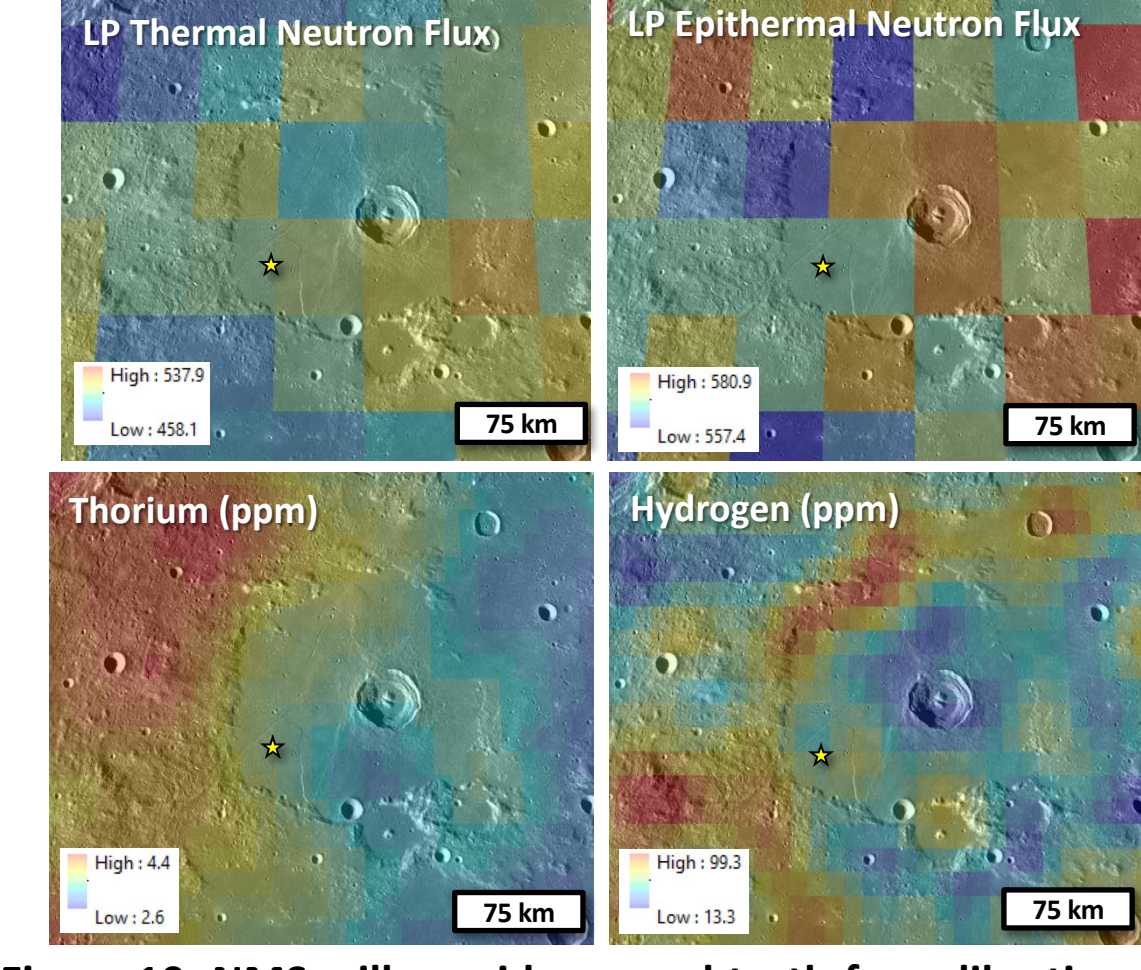 LP Thermal Neutron Flux
High : 537.9
Low : 458.1
75 km
LP Epithermal Neutron Flux
High : 580.9
Low : 557.4
75 km
Thorium (ppm)
High : 4.4
Low : 2.6
75 km
Hydrogen (ppm)
High : 99.3
Low : 13.3
75 km